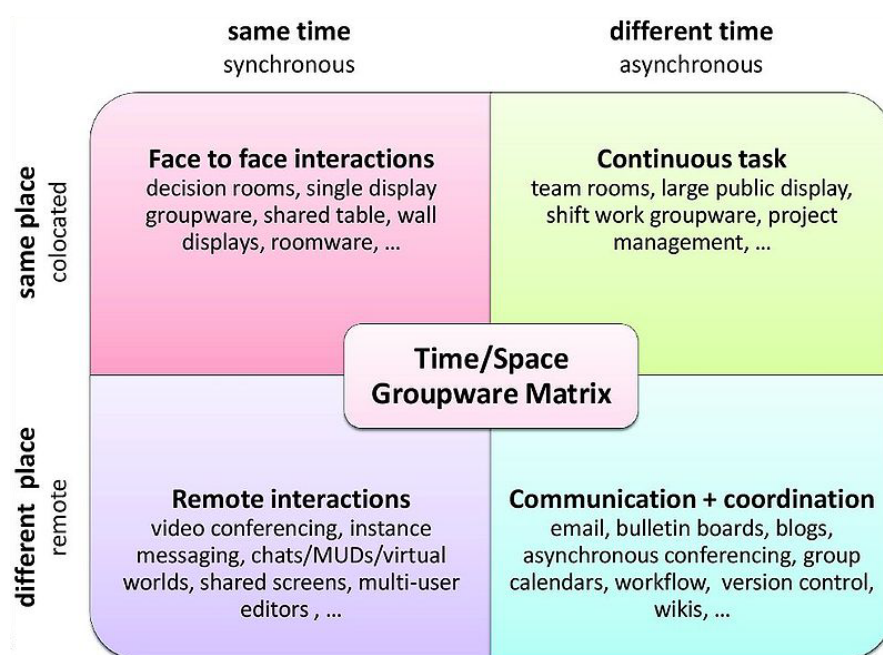 same time
synchronous
different time
asynchronous
same place
colocated
Face to face interactions
decision rooms, single display
groupware, shared table, wall
displays, roomware, ...
Continuous task
team rooms, large public display,
shift work groupware, project
management, ...
Time/Space
Groupware Matrix
different place
remote
Remote interactions
video conferencing, instance
messaging, chats/MUDs/virtual
worlds, shared screens, multi-user
editors , ...
Communication + coordination
email, bulletin boards, blogs,
asynchronous conferencing, group
calendars, workflow, version control,
wikis, ...